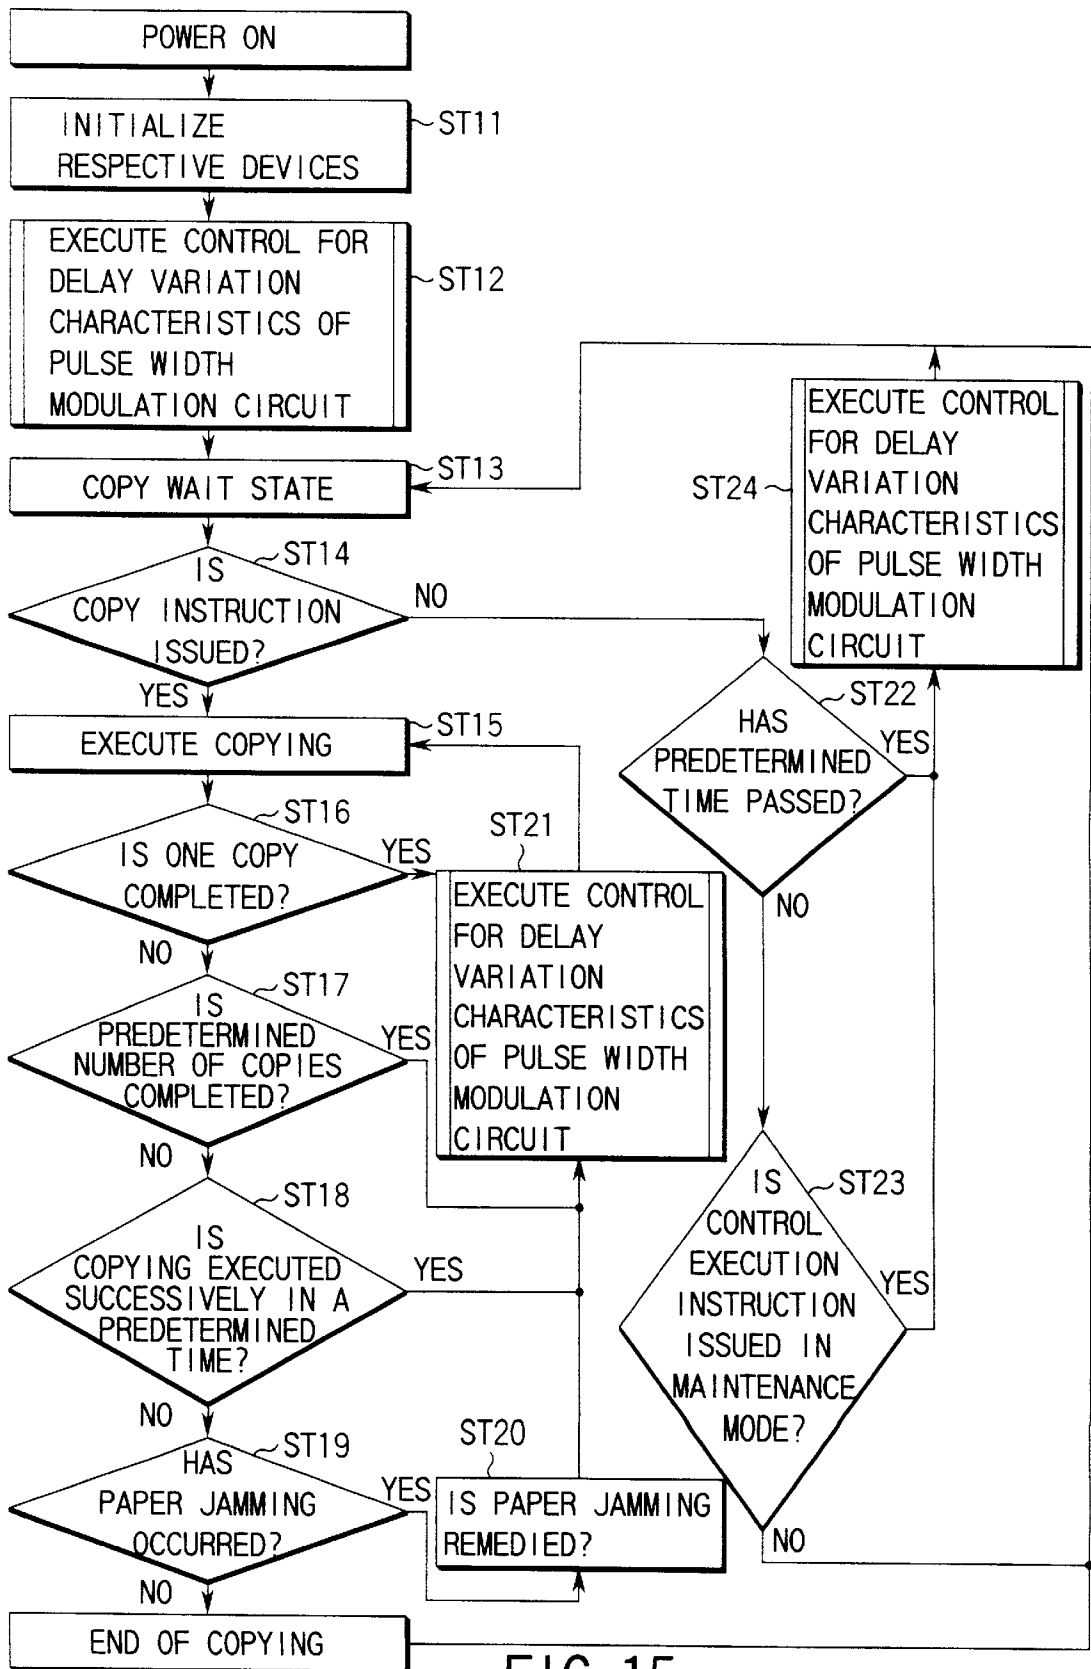 POWER ON
INITIALIZE
RESPECTIVE DEVICES
ST11
EXECUTE CONTROL FOR
DELAY VARIATION
CHARACTERISTICS OF
PULSE WIDTH
MODULATION CIRCUIT
ST12
COPY WAIT STATE
ST13
IS
COPY INSTRUCTION
ISSUED?
ST14
NO
YES
EXECUTE COPYING
ST15
IS ONE COPY
COMPLETED?
ST16
YES
NO
IS
PREDETERMINED
NUMBER OF COPIES
COMPLETED?
ST17
YES
NO
IS
COPYING EXECUTED
SUCCESSIVELY IN A
PREDETERMINED
TIME?
ST18
YES
NO
HAS
PAPER JAMMING
OCCURRED?
ST19
YES
NO
END OF COPYING
ST20
IS PAPER JAMMING
REMEDIED?
ST21
EXECUTE CONTROL
FOR DELAY
VARIATION
CHARACTERISTICS
OF PULSE WIDTH
MODULATION
CIRCUIT
HAS
PREDETERMINED
TIME PASSED?
ST22
YES
NO
IS
CONTROL
EXECUTION
INSTRUCTION
ISSUED IN
MAINTENANCE
MODE?
ST23
YES
NO
ST24
EXECUTE CONTROL
FOR DELAY
VARIATION
CHARACTERISTICS
OF PULSE WIDTH
MODULATION
CIRCUIT
FIG. 15